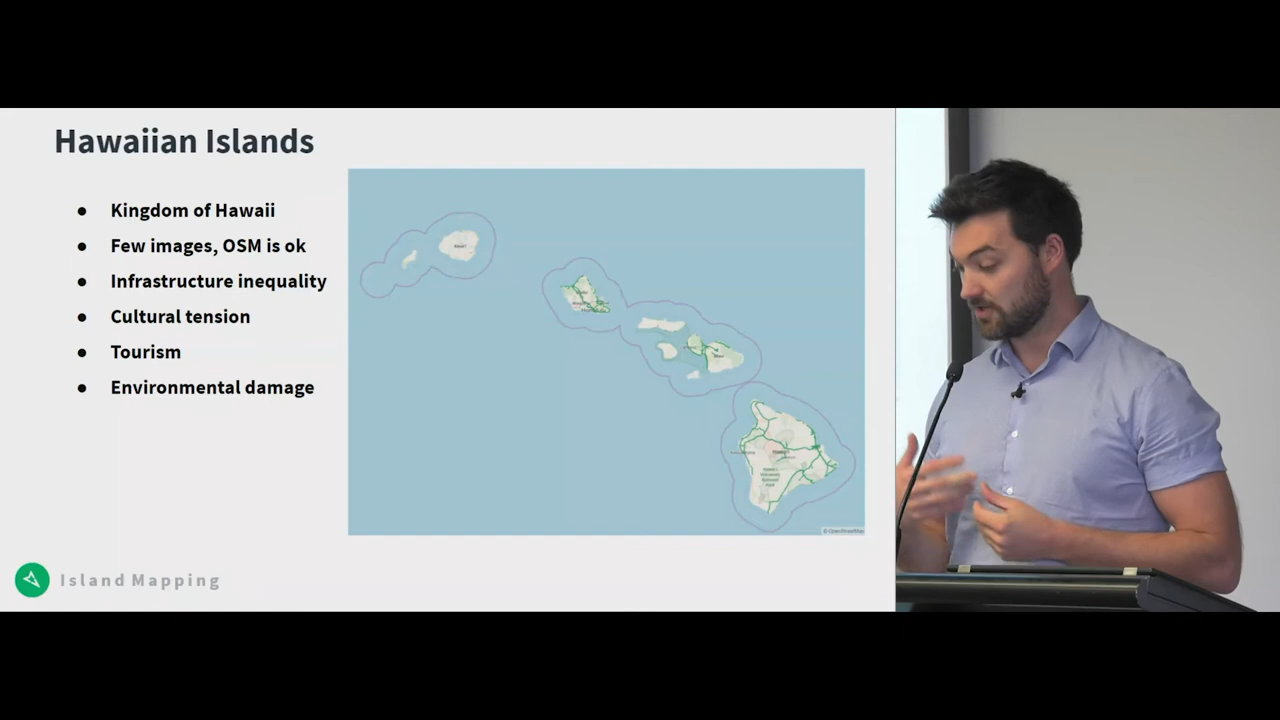 Hawaiian Islands
● Kingdom of Hawaii
● Few images, OSM is ok
● Infrastructure inequality
● Cultural tension
● Tourism
● Environmental damage
© OpenStreetMap
Island Mapping